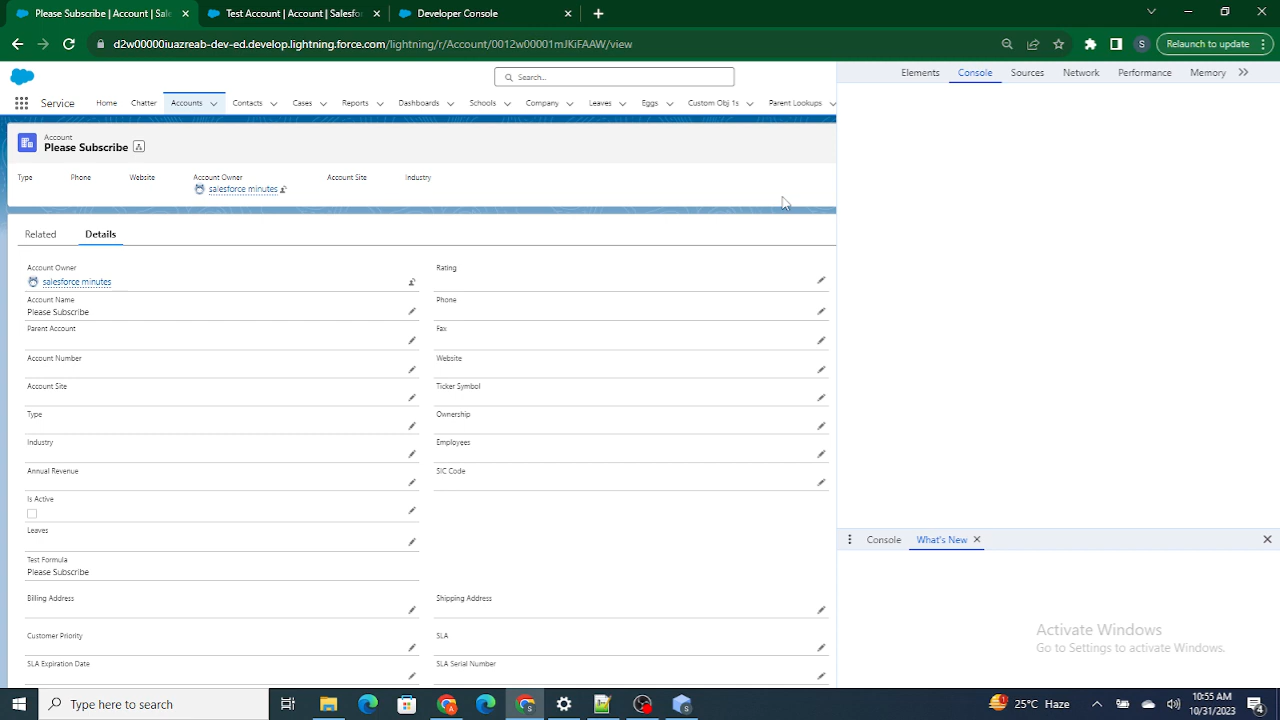 Please Subscribe | Account | Sale
Test Account | Account | Salesfo
Developer Console
d2w00000iuazreab-dev-ed.develop.lightning.force.com/lightning/r/Account/0012w00001mJKiFAAW/view
S
Relaunch to update
Search...
Service
Home
Chatter
Accounts
Contacts
Cases
Reports
Dashboards
Schools
Company
Leaves
Eggs
Custom Obj 1s
Parent Lookups
Elements
Console
Sources
Network
Performance
Memory
Account
Please Subscribe
Type
Phone
Website
Account Owner
salesforce minutes
Account Site
Industry
Related
Details
Account Owner
salesforce minutes
Rating
Account Name
Please Subscribe
Phone
Parent Account
Fax
Account Number
Website
Account Site
Ticker Symbol
Type
Ownership
Industry
Employees
Annual Revenue
SIC Code
Is Active
Leaves
Test Formula
Please Subscribe
Billing Address
Shipping Address
Customer Priority
SLA
SLA Expiration Date
SLA Serial Number
Console
What's New
Activate Windows
Go to Settings to activate Windows.
Type here to search
25°C Haze
10:55 AM
10/31/2023